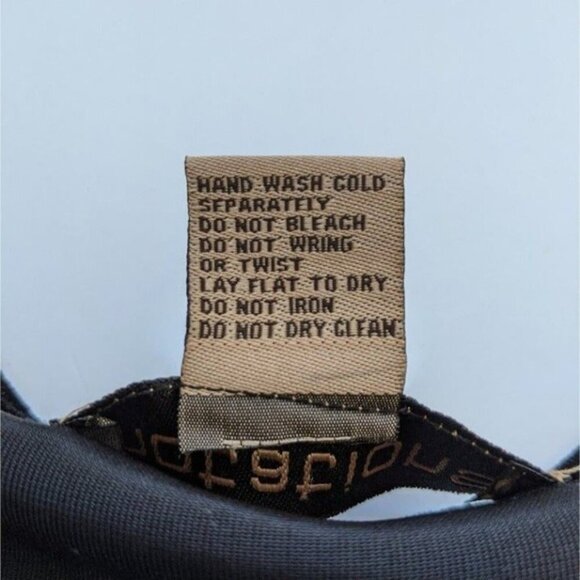 HAND WASH COLD
SEPARATELY
DO NOT BLEACH
DO NOT WRING
OR TWIST
LAY FLAT TO DRY
DO NOT IRON
DO NOT DRY CLEAN